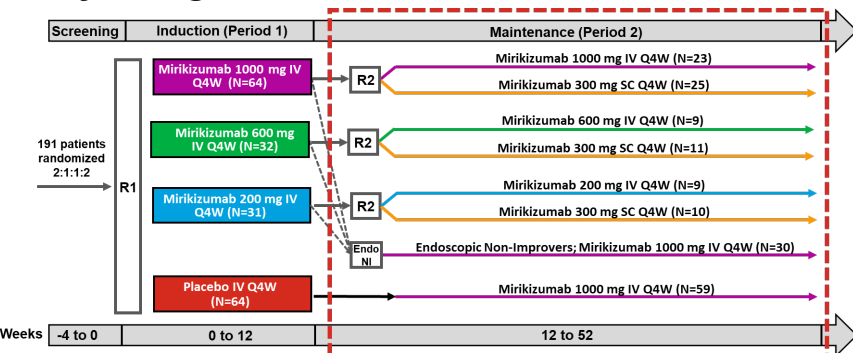 Screening
Induction (Period 1)
Maintenance (Period 2)
191 patients
randomized
2:1:1:2
R1
Mirikizumab 1000 mg IV
Q4W (N=64)
R2
Mirikizumab 1000 mg IV Q4W (N=23)
Mirikizumab 300 mg SC Q4W (N=25)
Mirikizumab 600 mg
IV Q4W (N=32)
R2
Mirikizumab 600 mg IV Q4W (N=9)
Mirikizumab 300 mg SC Q4W (N=11)
Mirikizumab 200 mg IV
Q4W (N=31)
R2
Mirikizumab 200 mg IV Q4W (N=9)
Mirikizumab 300 mg SC Q4W (N=10)
Endo
NI
Endoscopic Non-Improvers; Mirikizumab 1000 mg IV Q4W (N=30)
Placebo IV Q4W
(N=64)
Mirikizumab 1000 mg IV Q4W (N=59)
Weeks
-4 to 0
0 to 12
12 to 52